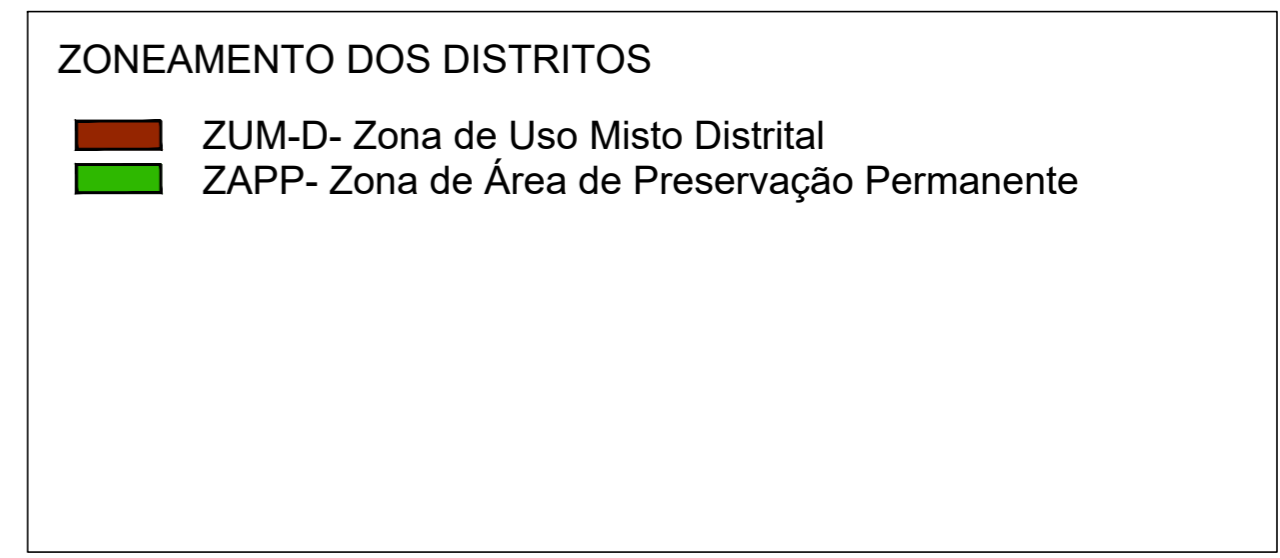 ZONEAMENTO DOS DISTRITOS
ZUM-D- Zona de Uso Misto Distrital
ZAPP- Zona de Área de Preservação Permanente